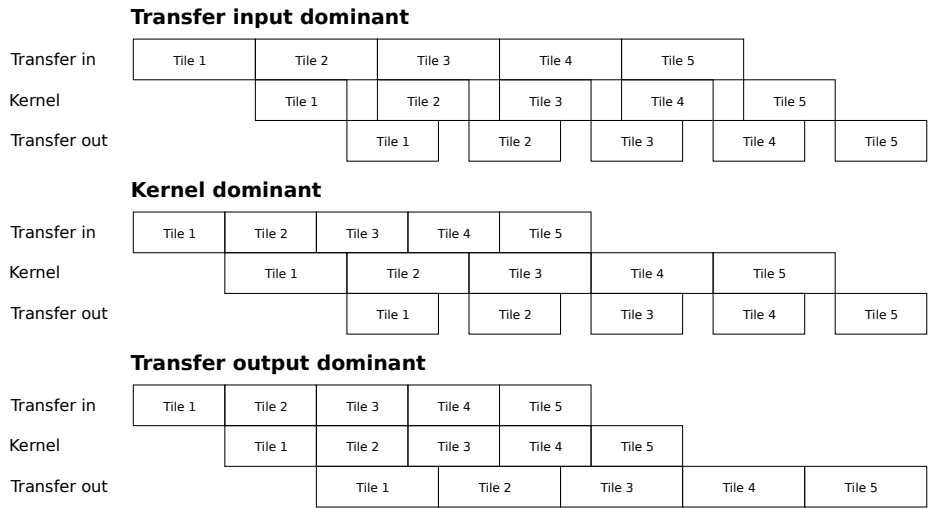 Transfer input dominant
Transfer in Tile 1 Tile 2 Tile 3 Tile 4 Tile 5
Kernel Tile 1 Tile 2 Tile 3 Tile 4 Tile 5
Transfer out Tile 1 Tile 2 Tile 3 Tile 4 Tile 5
Kernel dominant
Transfer in Tile 1 Tile 2 Tile 3 Tile 4 Tile 5
Kernel Tile 1 Tile 2 Tile 3 Tile 4 Tile 5
Transfer out Tile 1 Tile 2 Tile 3 Tile 4 Tile 5
Transfer output dominant
Transfer in Tile 1 Tile 2 Tile 3 Tile 4 Tile 5
Kernel Tile 1 Tile 2 Tile 3 Tile 4 Tile 5
Transfer out Tile 1 Tile 2 Tile 3 Tile 4 Tile 5